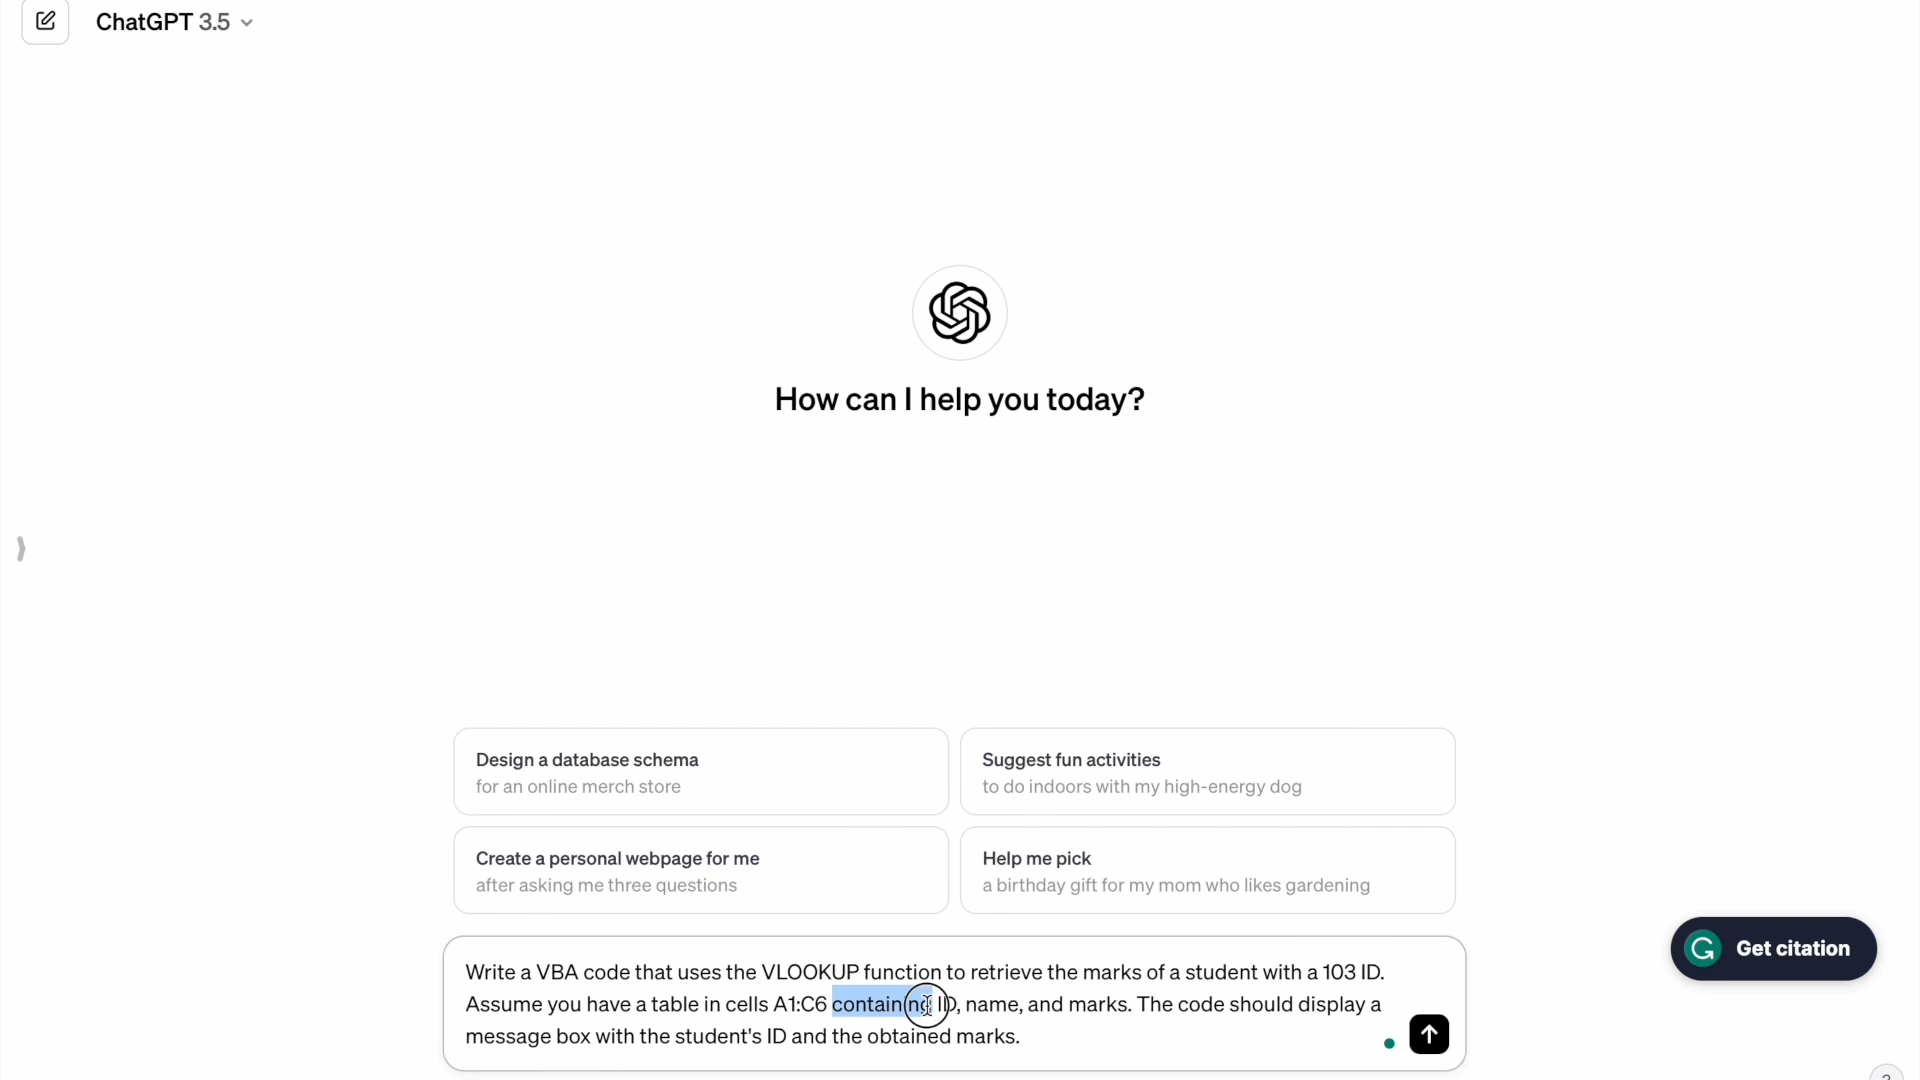 ChatGPT 3.5
How can I help you today?
Design a database schema
for an online merch store
Suggest fun activities
to do indoors with my high-energy dog
Create a personal webpage for me
after asking me three questions
Help me pick
a birthday gift for my mom who likes gardening
Get citation
Write a VBA code that uses the VLOOKUP function to retrieve the marks of a student with a 103 ID.
Assume you have a table in cells A1:C6 containing ID, name, and marks. The code should display a
message box with the student's ID and the obtained marks.
?